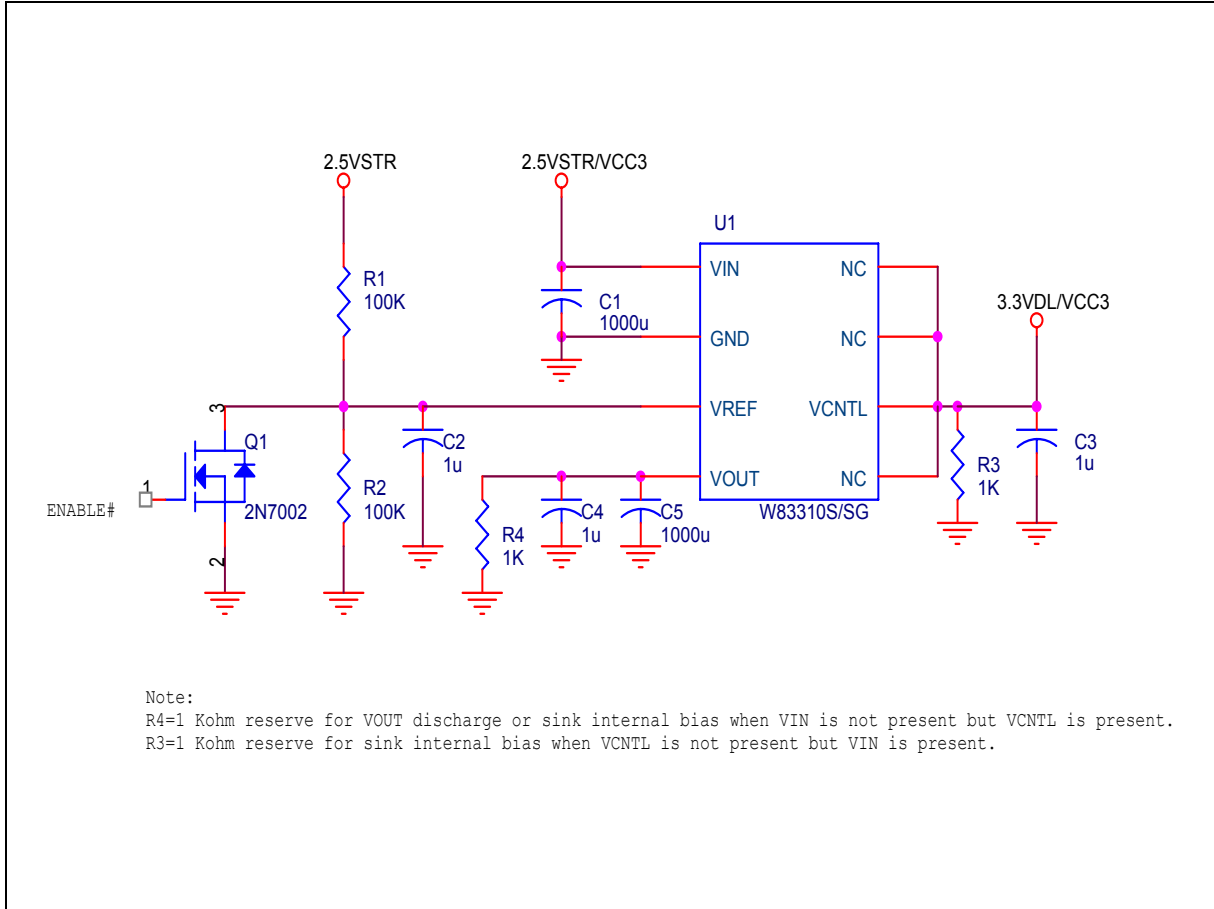 2.5VSTR
2.5VSTR/VCC3
U1
VIN
NC
R1
100K
C1
1000u
3.3VDL/VCC3
GND
NC
3
VREF
VCNTL
Q1
C2
1u
R3
1K
C3
1u
VOUT
NC
1
ENABLE#
2N7002
R2
100K
R4
1K
C4
1u
C5
1000u
W83310S/SG
2
Note:
R4=1 Kohm reserve for VOUT discharge or sink internal bias when VIN is not present but VCNTL is present.
R3=1 Kohm reserve for sink internal bias when VCNTL is not present but VIN is present.